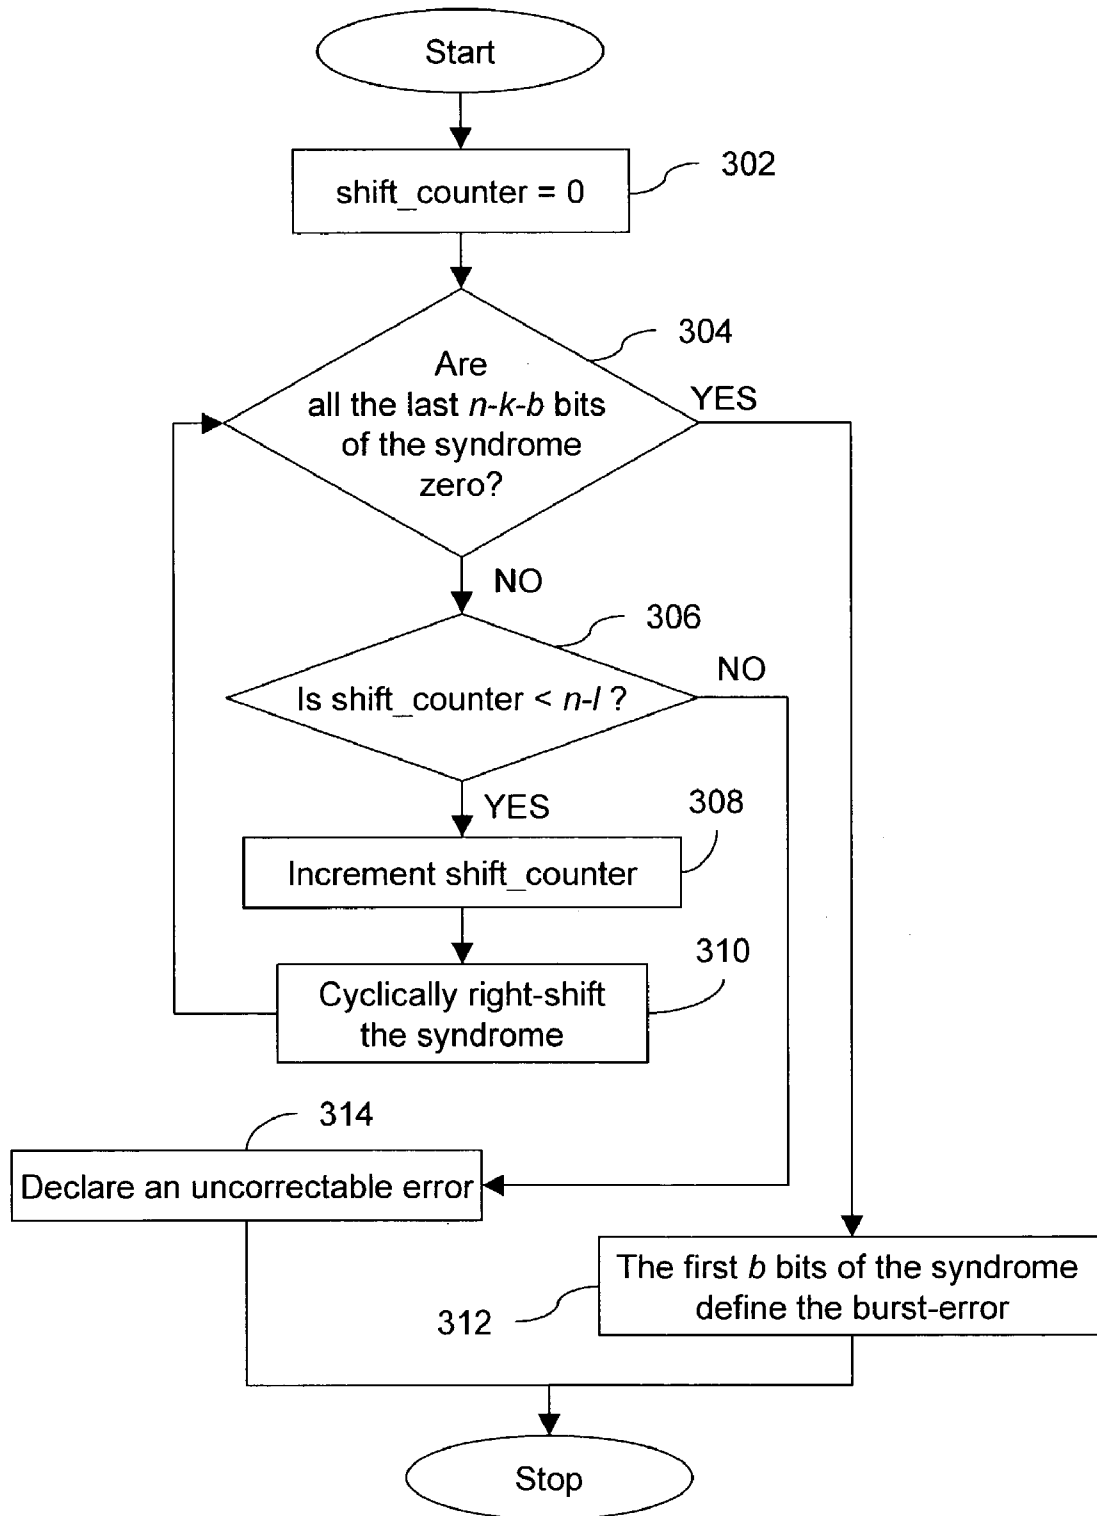 Start
302
shift_counter = 0
304
Are
all the last n-k-b bits
of the syndrome
zero?
YES
NO
306
NO
Is shift_counter < n-l ?
YES
308
Increment shift_counter
310
Cyclically right-shift
the syndrome
314
Declare an uncorrectable error
The first b bits of the syndrome
define the burst-error
312
Stop